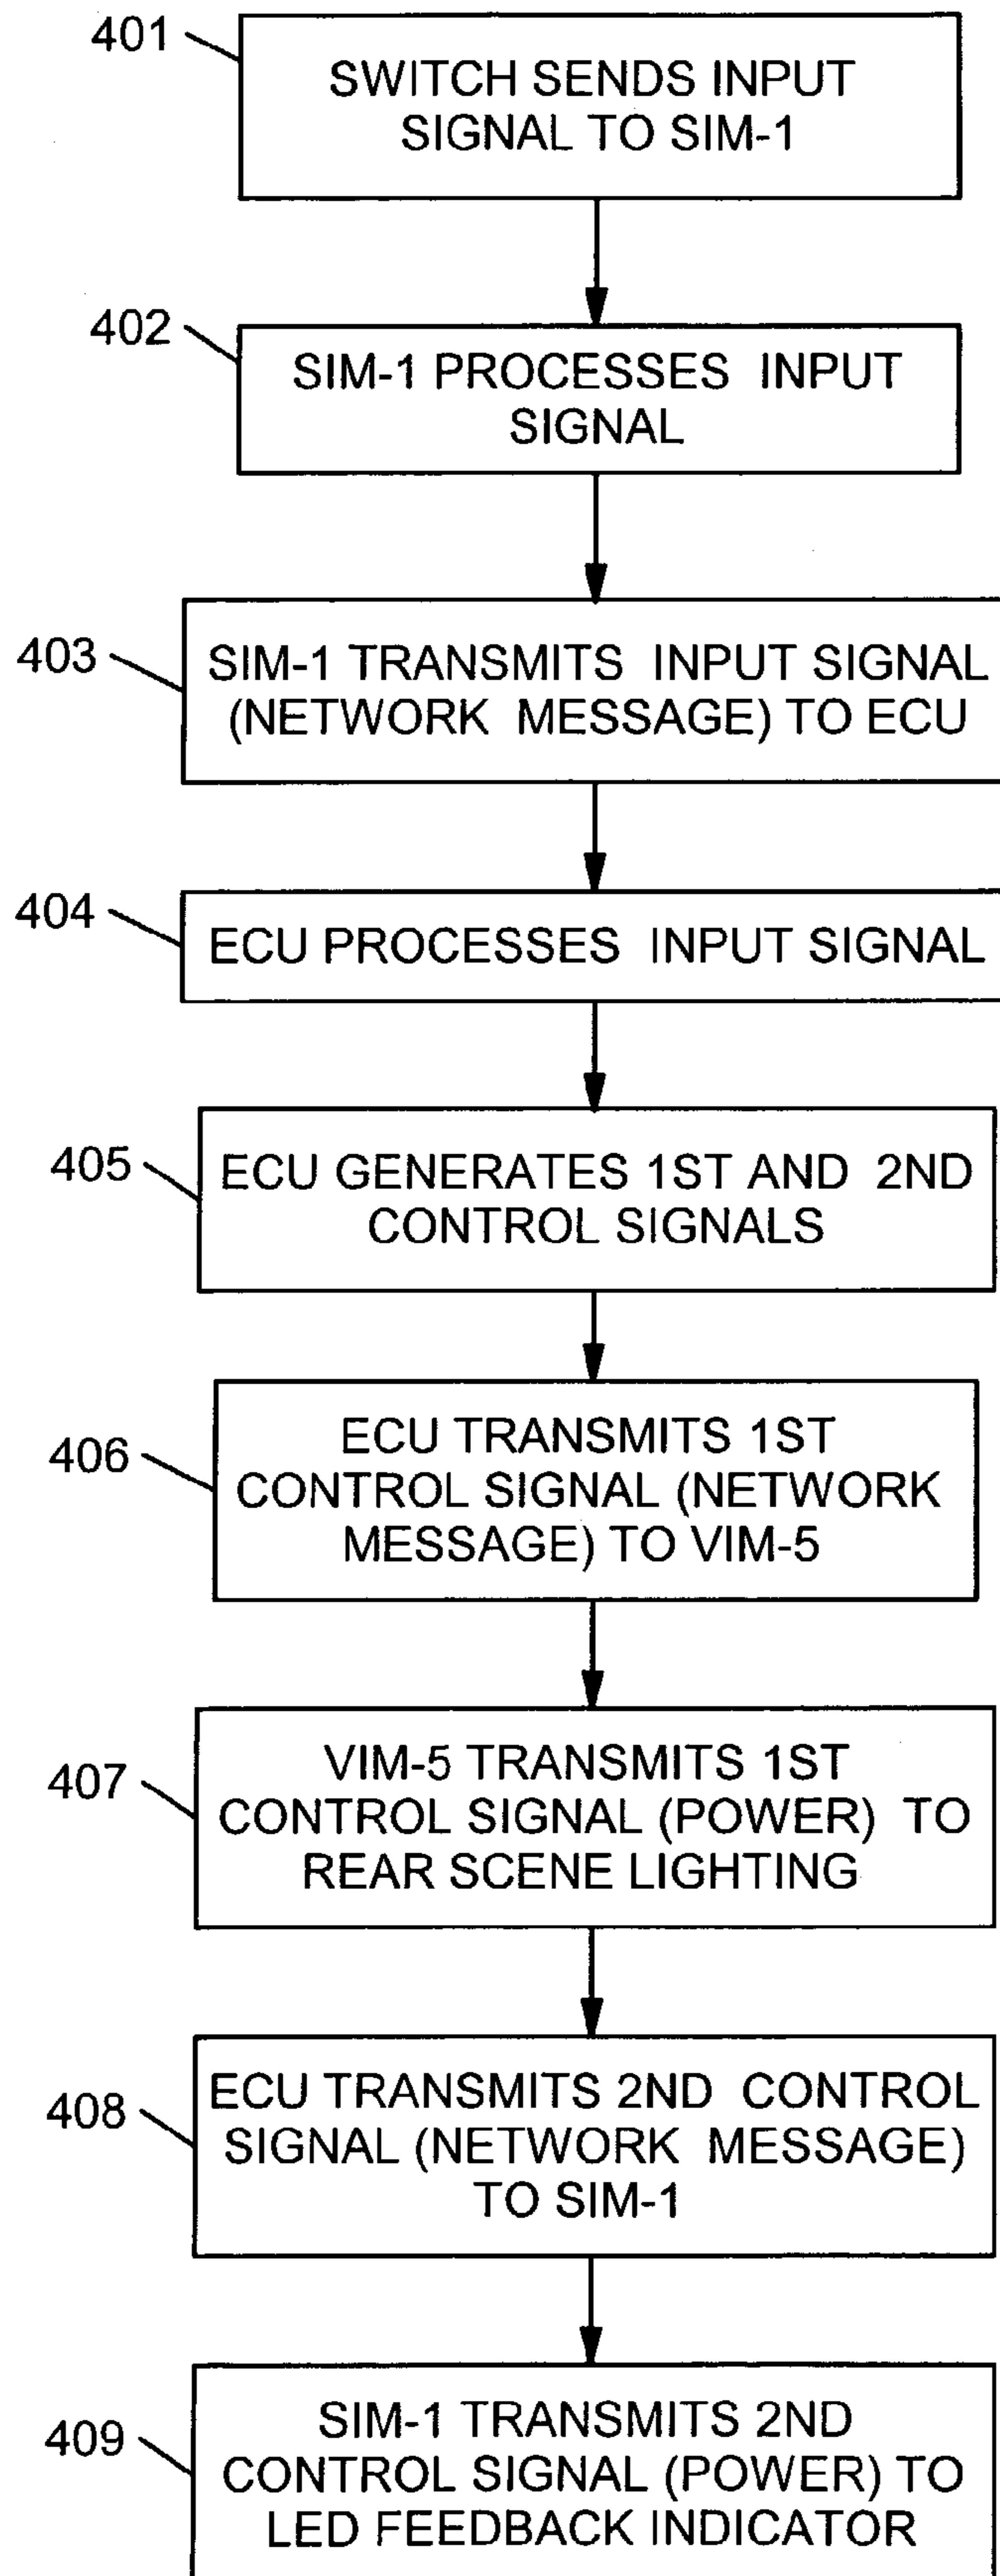 401
SWITCH SENDS INPUT
SIGNAL TO SIM-1
402
SIM-1 PROCESSES INPUT
SIGNAL
403
SIM-1 TRANSMITS INPUT SIGNAL
(NETWORK MESSAGE) TO ECU
404
ECU PROCESSES INPUT SIGNAL
405
ECU GENERATES 1ST AND 2ND
CONTROL SIGNALS
406
ECU TRANSMITS 1ST
CONTROL SIGNAL (NETWORK
MESSAGE) TO VIM-5
407
VIM-5 TRANSMITS 1ST
CONTROL SIGNAL (POWER) TO
REAR SCENE LIGHTING
408
ECU TRANSMITS 2ND CONTROL
SIGNAL (NETWORK MESSAGE)
TO SIM-1
409
SIM-1 TRANSMITS 2ND
CONTROL SIGNAL (POWER) TO
LED FEEDBACK INDICATOR